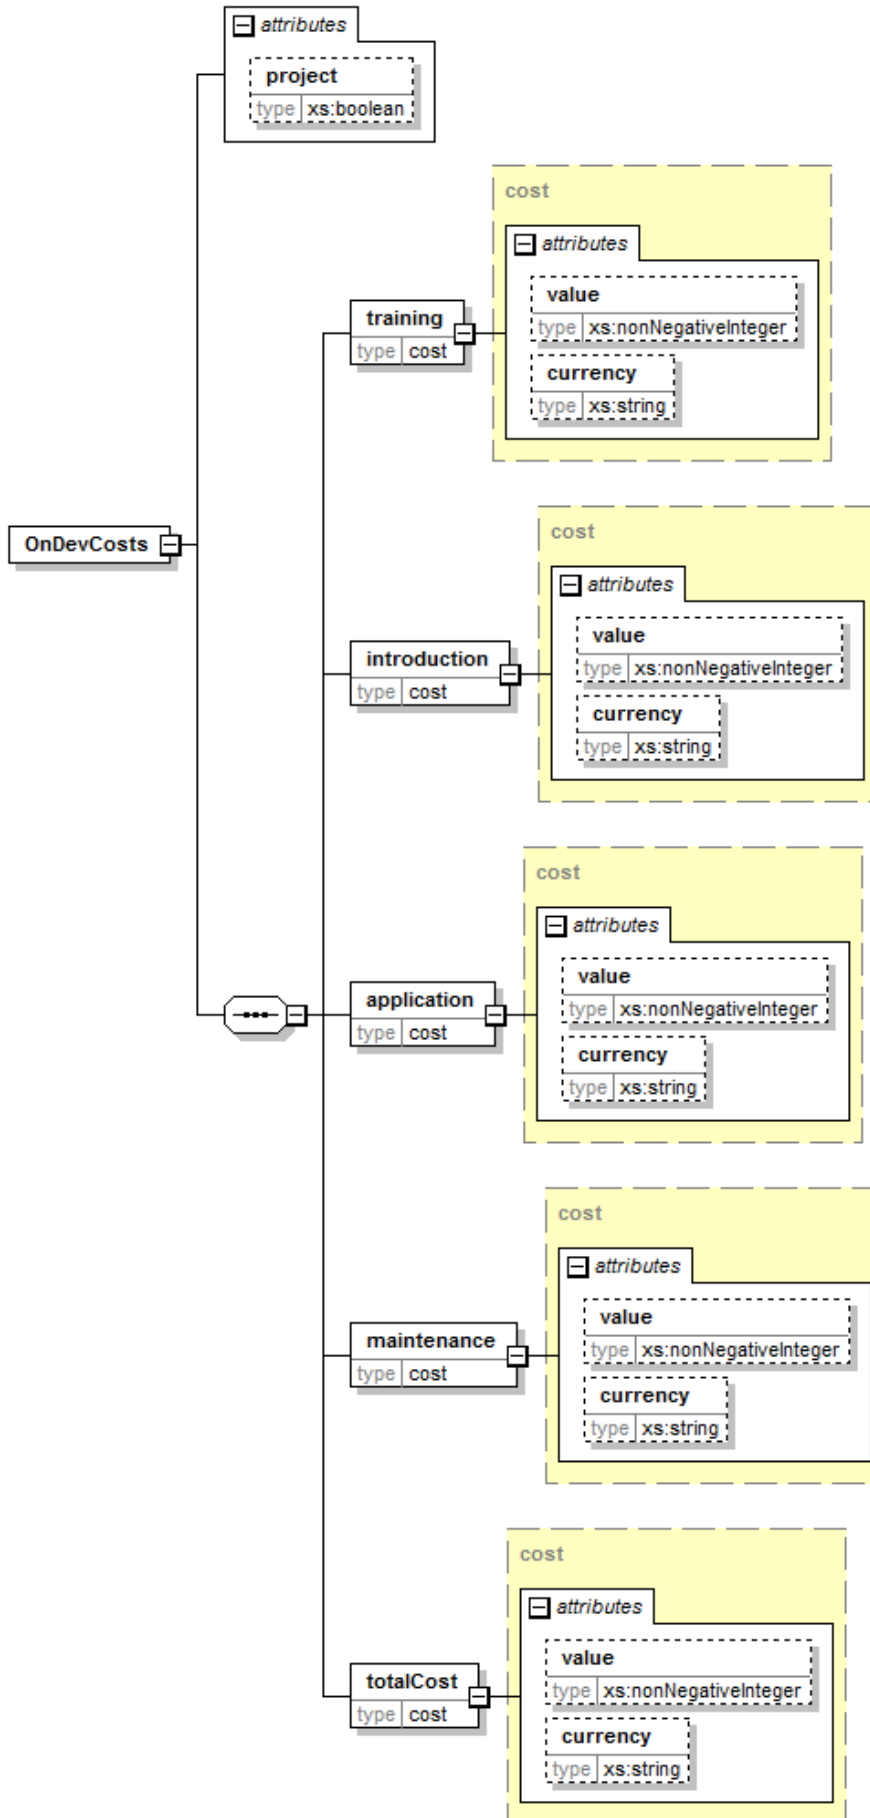 attributes
project
type xs:boolean
cost
attributes
value
type xs:nonNegativeInteger
currency
type xs:string
training
type cost
OnDevCosts
cost
attributes
value
type xs:nonNegativeInteger
currency
type xs:string
introduction
type cost
cost
attributes
value
type xs:nonNegativeInteger
currency
type xs:string
application
type cost
cost
attributes
value
type xs:nonNegativeInteger
currency
type xs:string
maintenance
type cost
cost
attributes
value
type xs:nonNegativeInteger
currency
type xs:string
totalCost
type cost